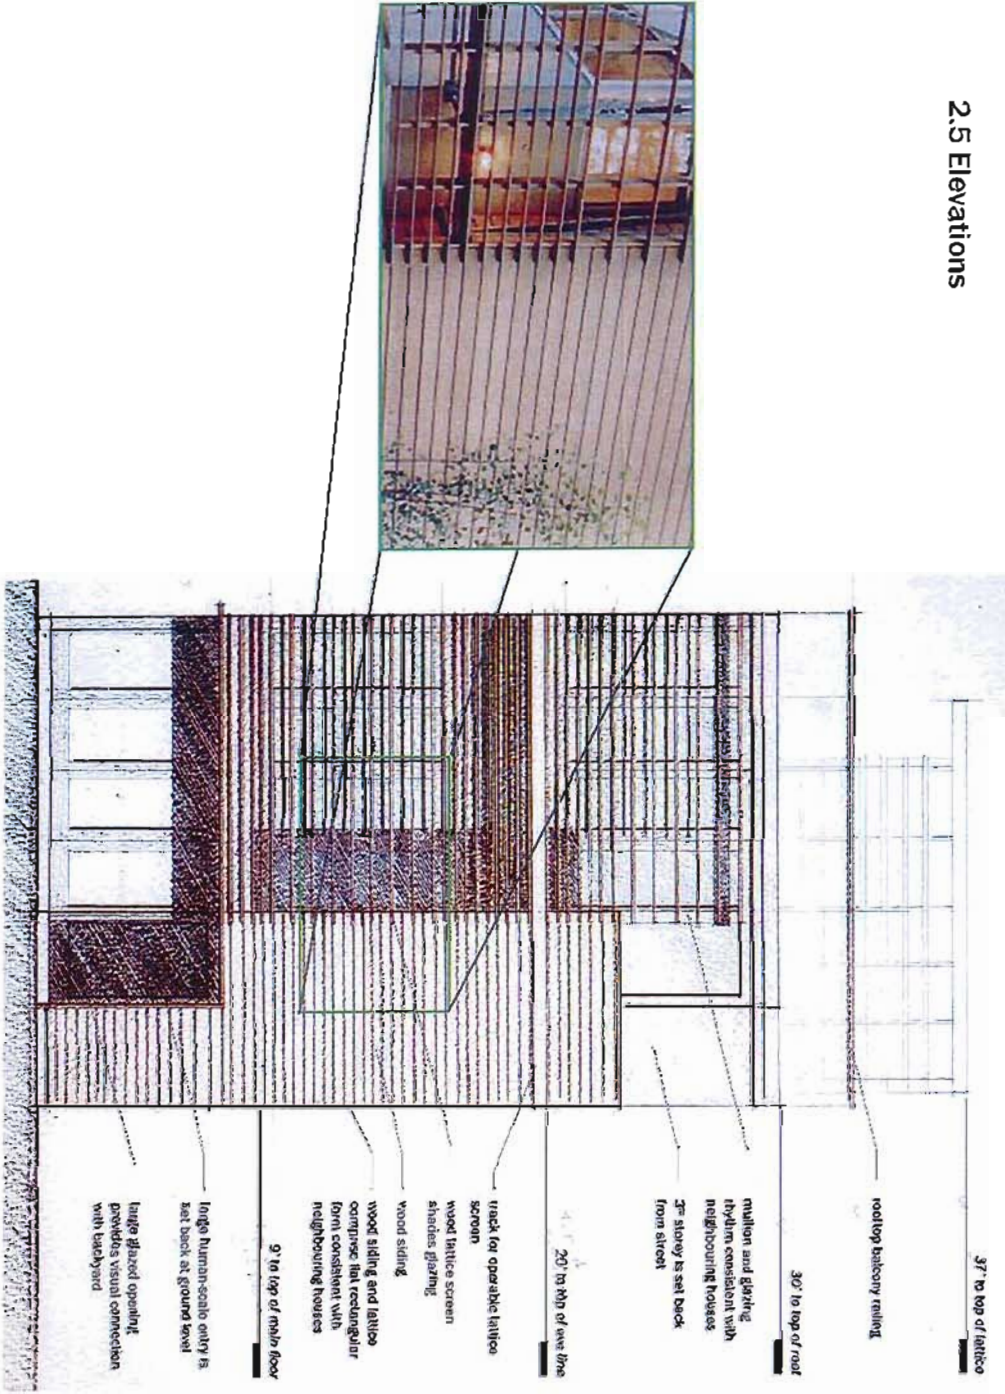 2.5 Elevations
37' to top of lattice
rooftop balcony railing
30' to top of roof
mullion and glazing
rhythm consistent with
neighbouring houses
3rd storey is set back
from street
20' to top of eve line
track for operable lattice
screen
wood lattice screen
shades glazing
wood siding
wood siding and lattice
comprise flat rectangular
form consistent with
neighbouring houses
9' to top of main floor
large human-scale entry is
set back at ground level
large glazed opening
provides visual connection
with backyard